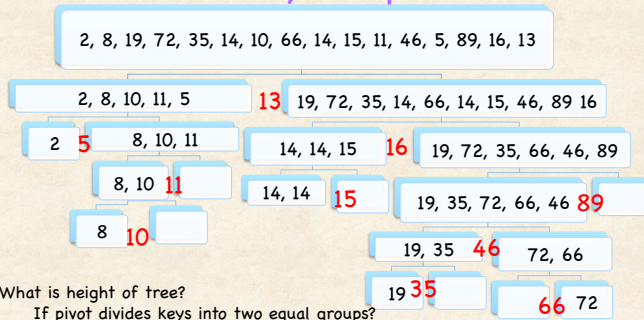 2, 8, 19, 72, 35, 14, 10, 66, 14, 15, 11, 46, 5, 89, 16, 13
2, 8, 10, 11, 5 13 19, 72, 35, 14, 66, 14, 15, 46, 89 16
2 5 8, 10, 11 14, 14, 15 16 19, 72, 35, 66, 46, 89
8, 10 11 14, 14 15 19, 35, 72, 66, 46 89
8 10 19, 35 46 72, 66
19 35 66 72
What is height of tree?
If pivot divides keys into two equal groups?